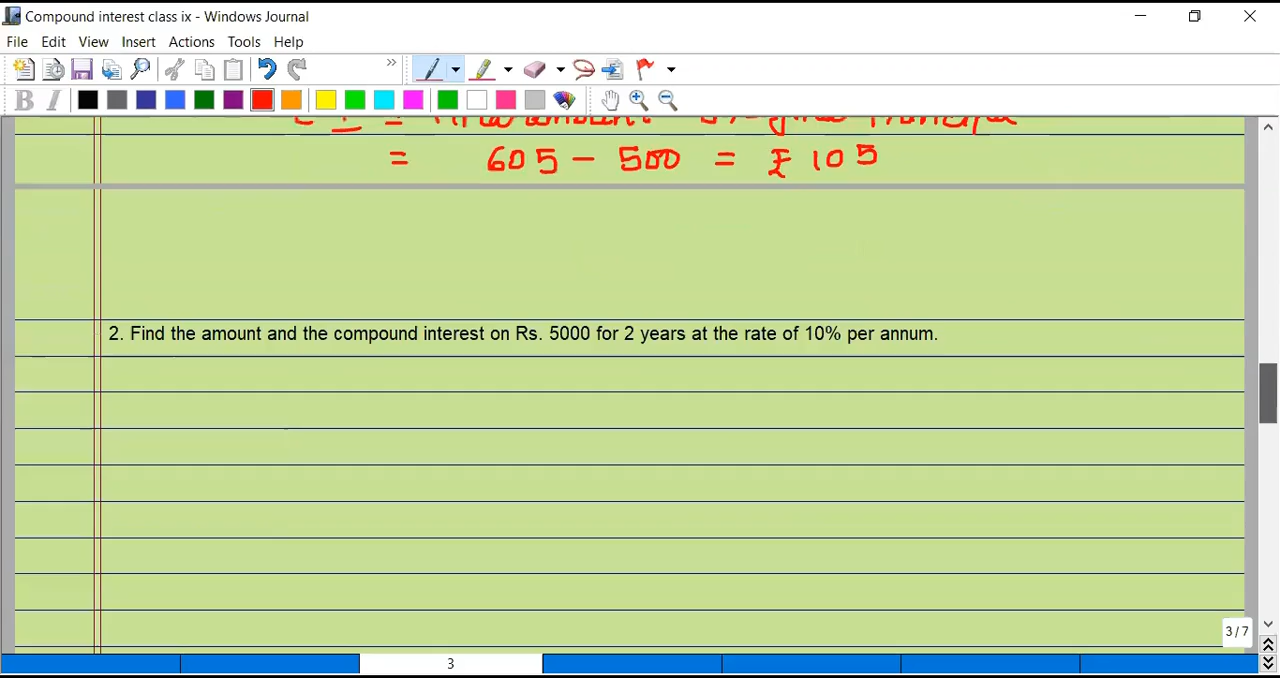 Compound interest class ix - Windows Journal
File Edit View Insert Actions Tools Help
B I
= 605 - 500 = ₹ 105
2. Find the amount and the compound interest on Rs. 5000 for 2 years at the rate of 10% per annum.
3 / 7
3